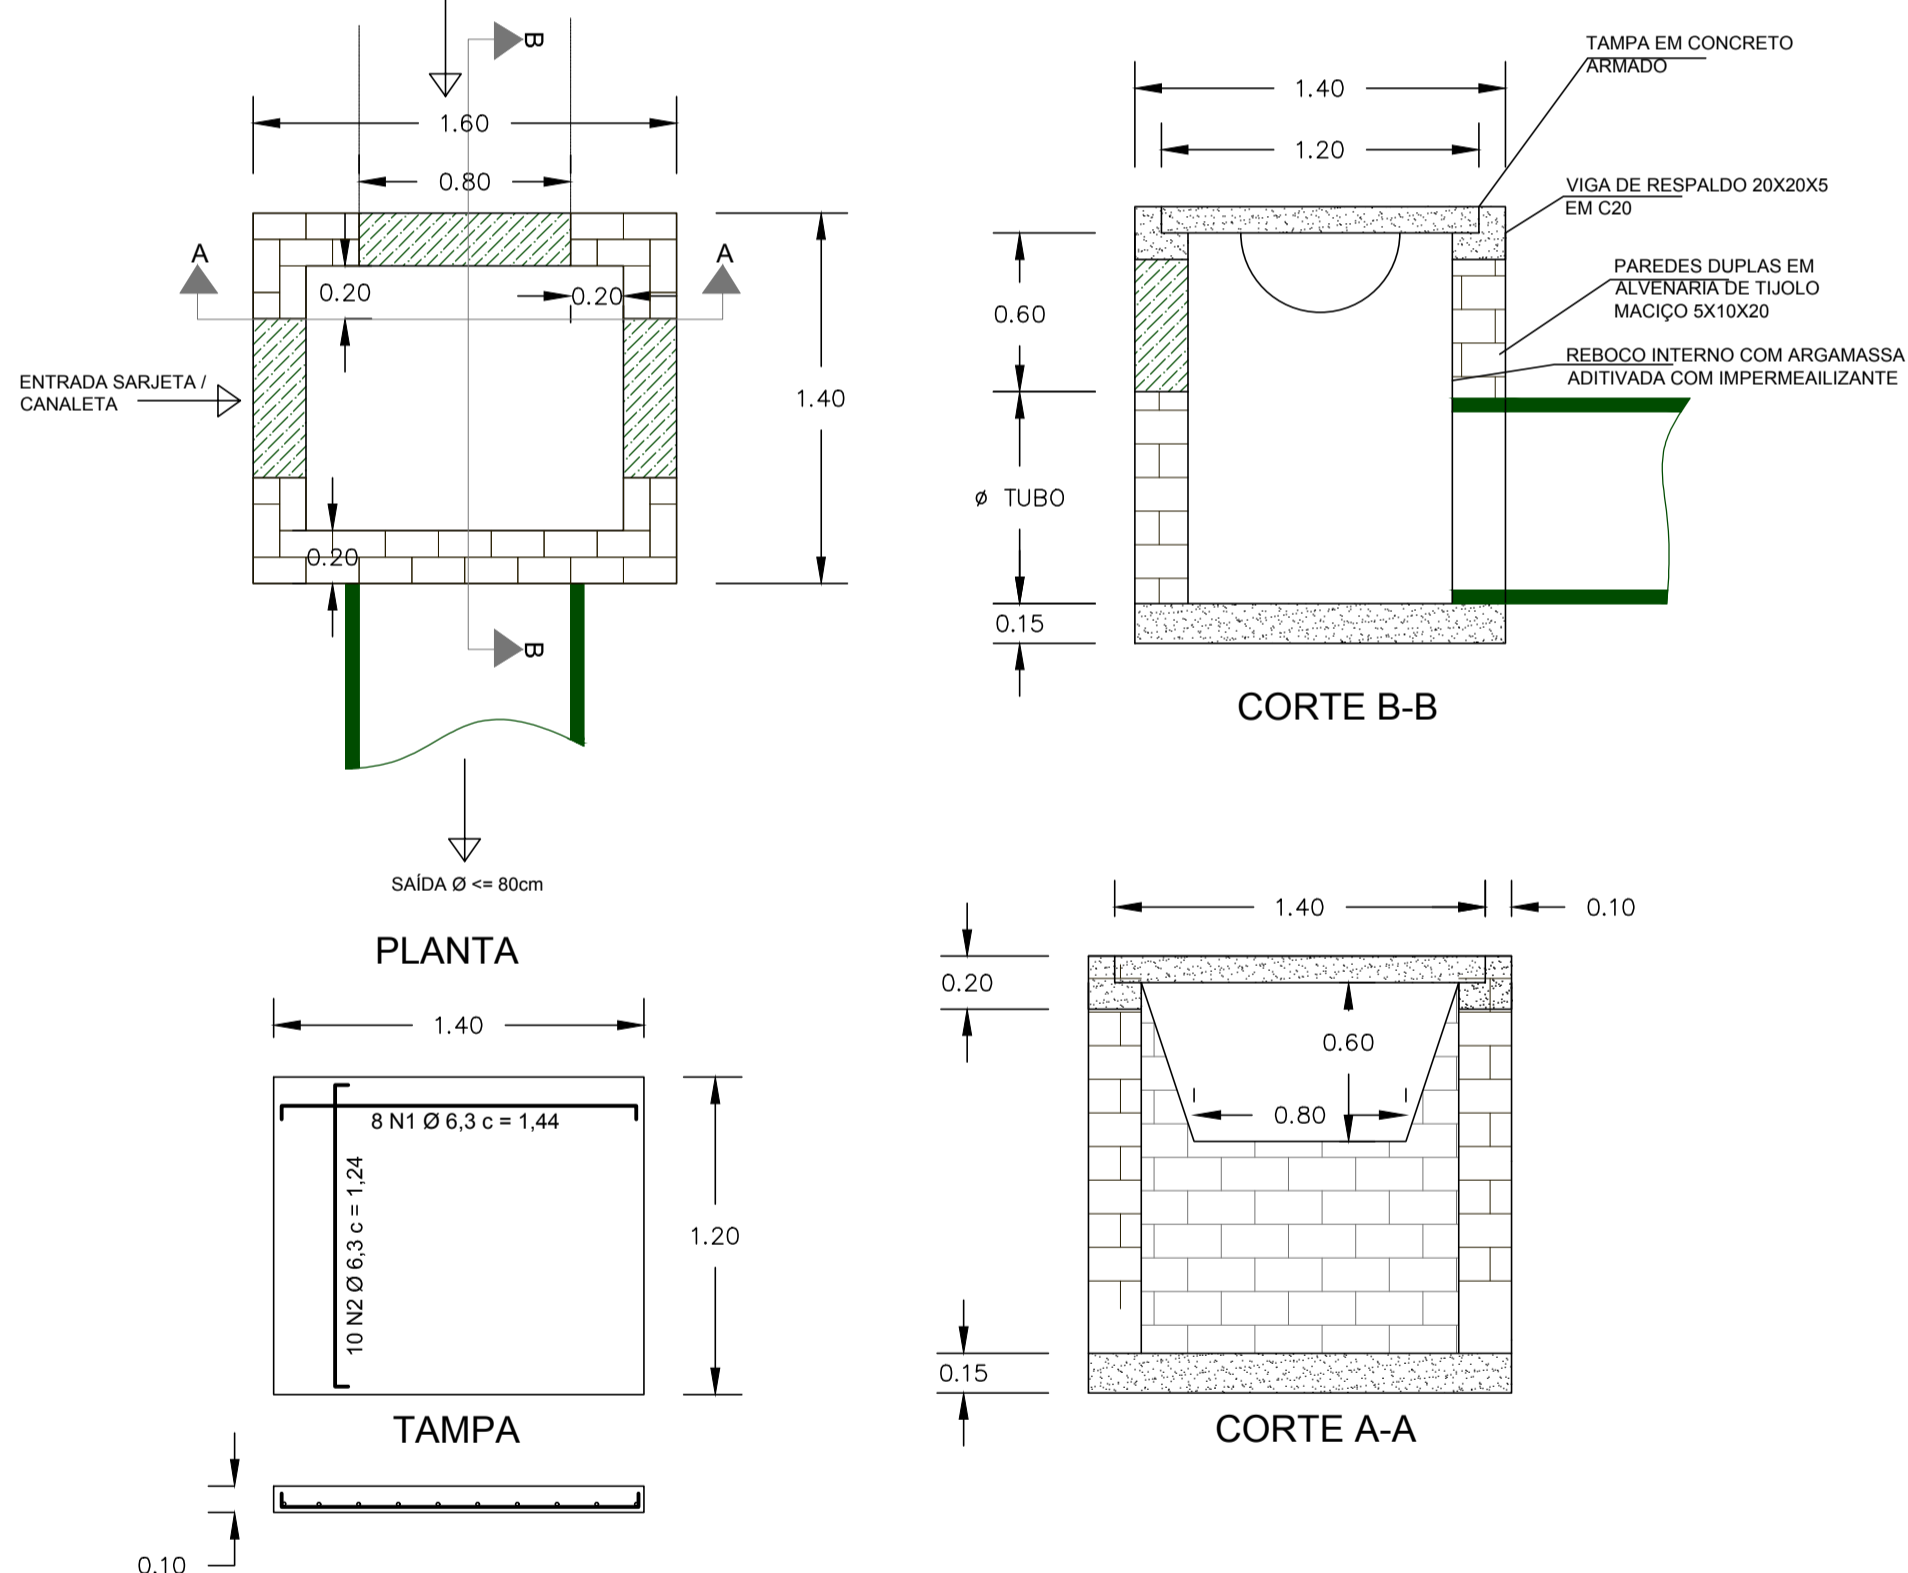 B
1.60
0.80
A
A
0.20
0.20
ENTRADA SARJETA /
CANALETA
1.40
0.20
B
SAÍDA Ø <= 80cm
PLANTA
TAMPA EM CONCRETO
ARMADO
1.40
1.20
VIGA DE RESPALDO 20X20X5
EM C20
PAREDES DUPLAS EM
ALVENARIA DE TIJOLO
MACIÇO 5X10X20
0.60
REBOCO INTERNO COM ARGAMASSA
ADITIVADA COM IMPERMEAILIZANTE
ø TUBO
0.15
CORTE B-B
1.40
8 N1 Ø 6,3 c = 1,44
10 N2 Ø 6,3 c = 1,24
1.20
TAMPA
0.10
1.40
0.10
0.20
0.60
0.80
0.15
CORTE A-A